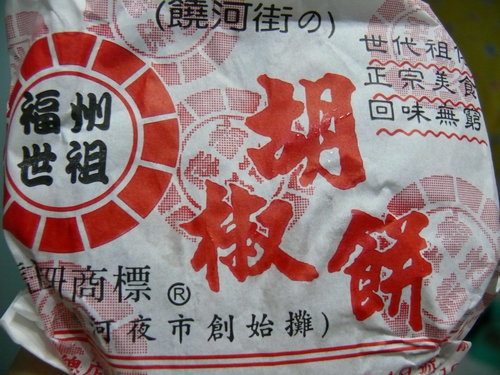 (饒河街の)
世代祖傳
正宗美食
回味無窮
福州
世祖
胡椒餅
商標®
河夜市創始攤)